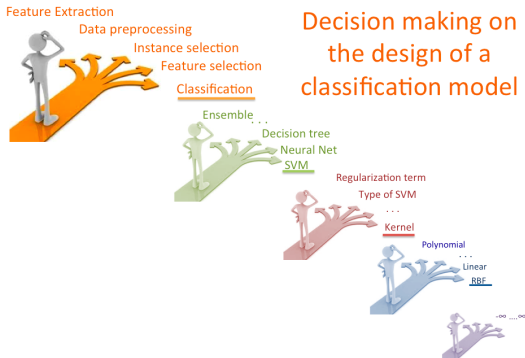 Feature Extraction
Data preprocessing
Instance selection
Feature selection
Classification
Decision making on
the design of a
classification model
Ensemble
. . .
Decision tree
Neural Net
SVM
Regularization term
Type of SVM
. . .
Kernel
Polynomial
. . .
Linear
RBF
-∞ ....∞